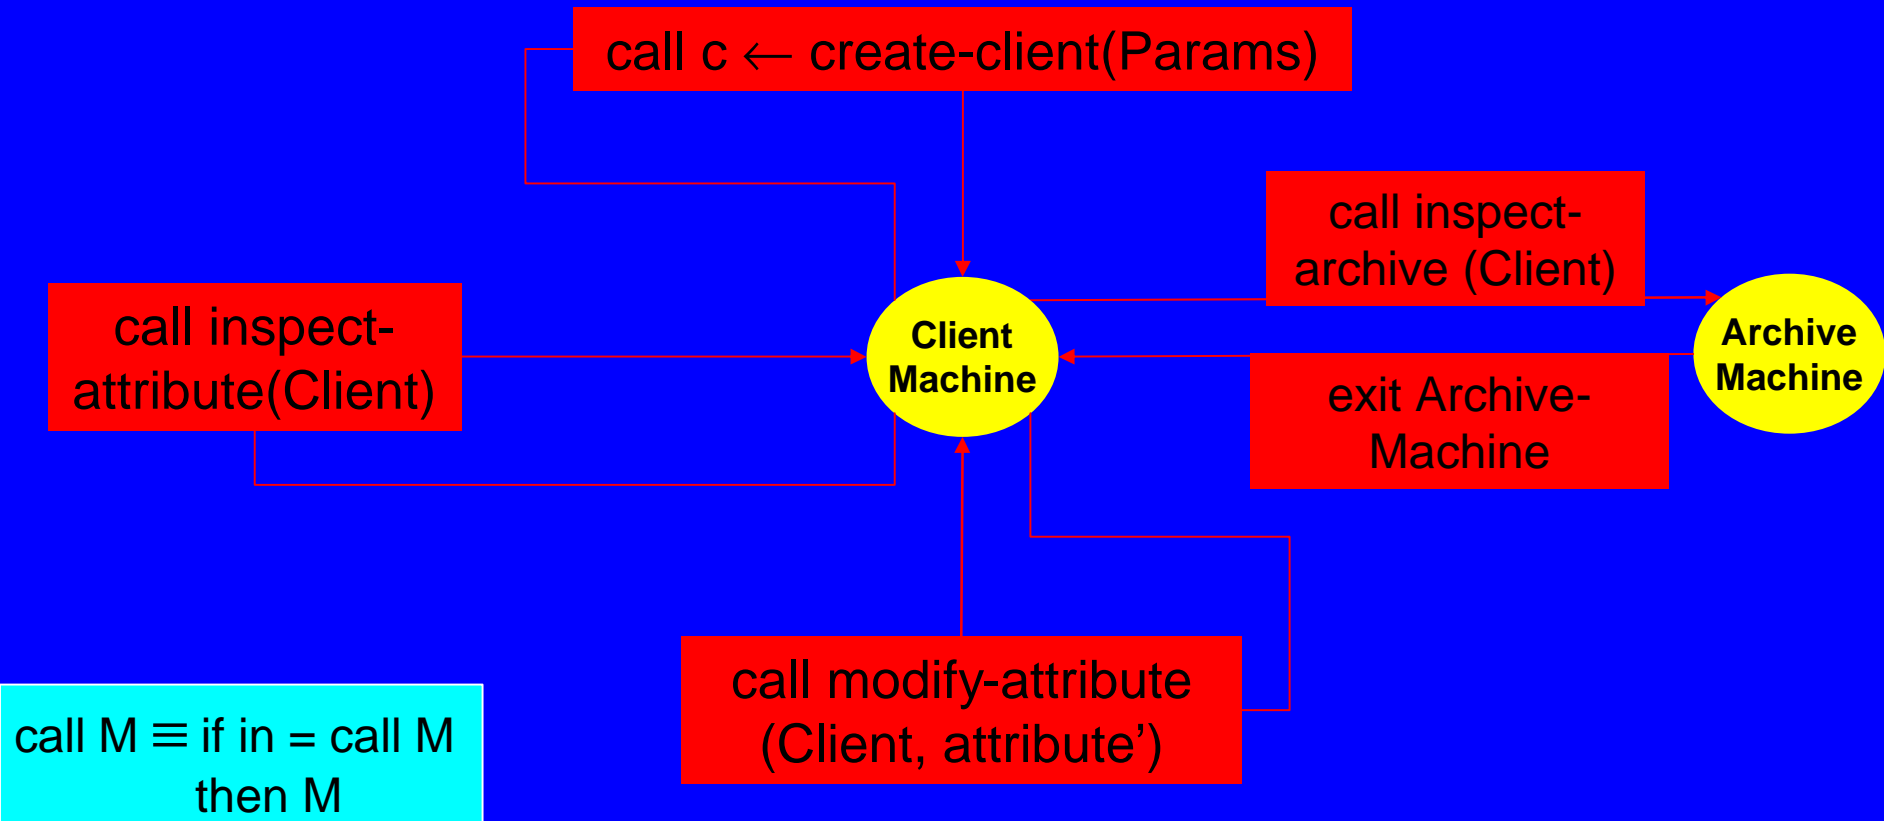 call c ← create-client(Params)
call inspect-
archive (Client)
call inspect-
attribute(Client)
Client
Machine
Archive
Machine
exit Archive-
Machine
call modify-attribute
(Client, attribute’)
call M ≡ if in = call M
then M